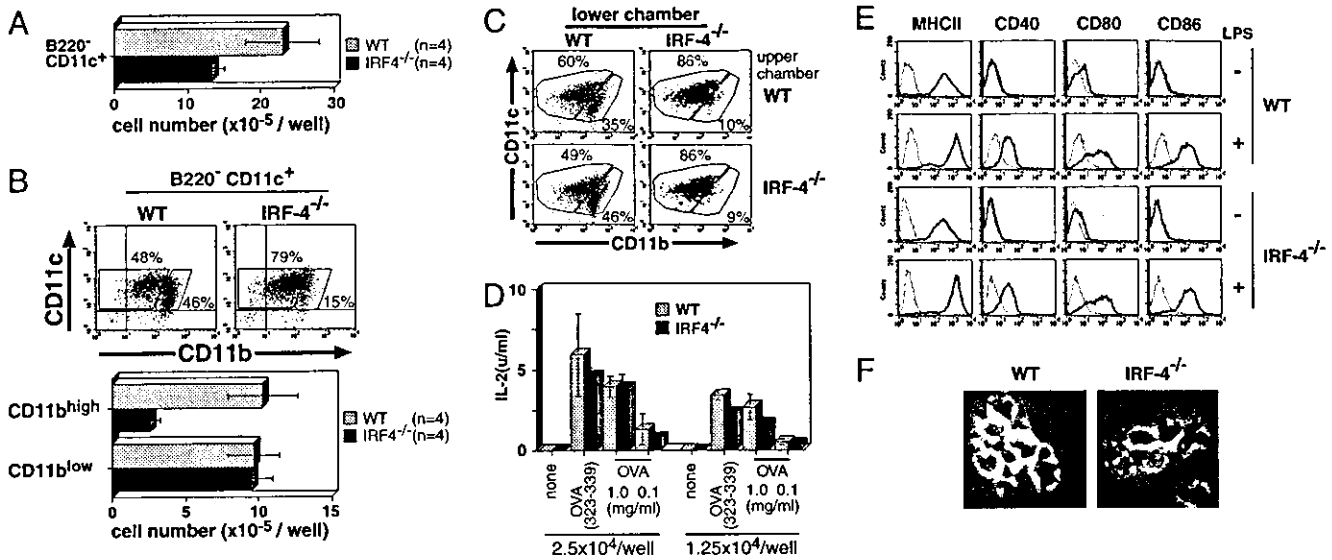 A
B220-
CD11c+
WT (n=4)
IRF4-/- (n=4)
0 10 20 30
cell number (x10-5 / well)
B
B220- CD11c+
WT IRF-4-/-
CD11c
48% 79%
46% 15%
CD11b
CD11bhigh
CD11blow
WT (n=4)
IRF4-/- (n=4)
0 5 10 15
cell number (x10-5 / well)
C
lower chamber
WT IRF-4-/-
upper
chamber
60% 86%
WT
35% 10%
CD11c
49% 86%
IRF-4-/-
46% 9%
CD11b
D
10
5
0
IL-2(u/ml)
WT
IRF4-/-
none
OVA
(323-339)
OVA
1.0 0.1
(mg/ml)
none
OVA
(323-339)
OVA
1.0 0.1
(mg/ml)
2.5x104/well 1.25x104/well
E
MHCII CD40 CD80 CD86 LPS
-
WT
+
-
IRF-4-/-
+
Counts
F
WT IRF-4-/-